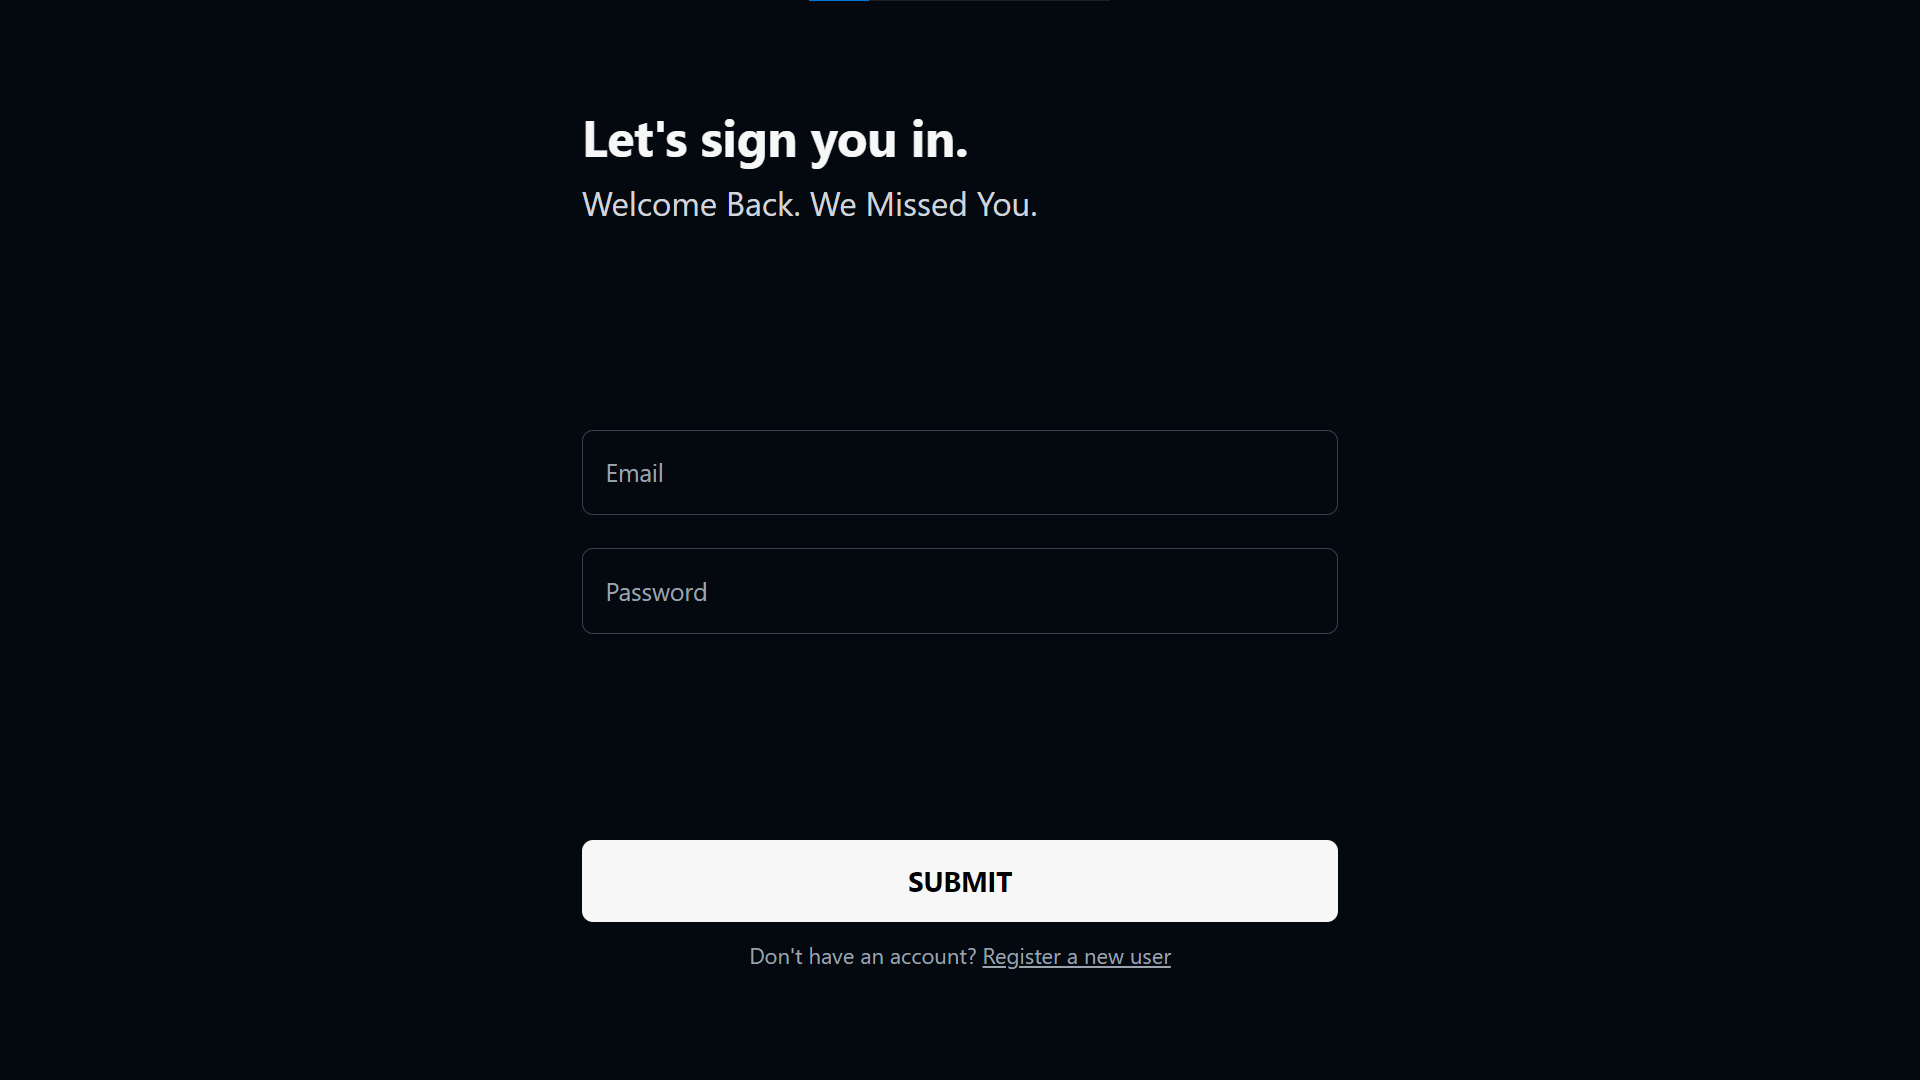 Let's sign you in.
Welcome Back. We Missed You.
Email
Password
SUBMIT
Don't have an account? Register a new user